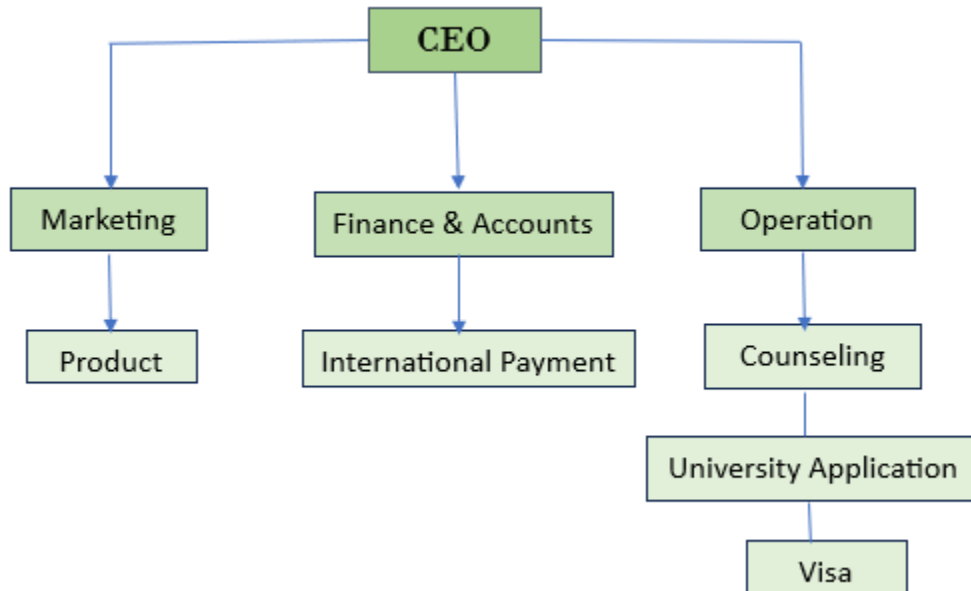 CEO
Marketing
Finance & Accounts
Operation
Product
International Payment
Counseling
University Application
Visa